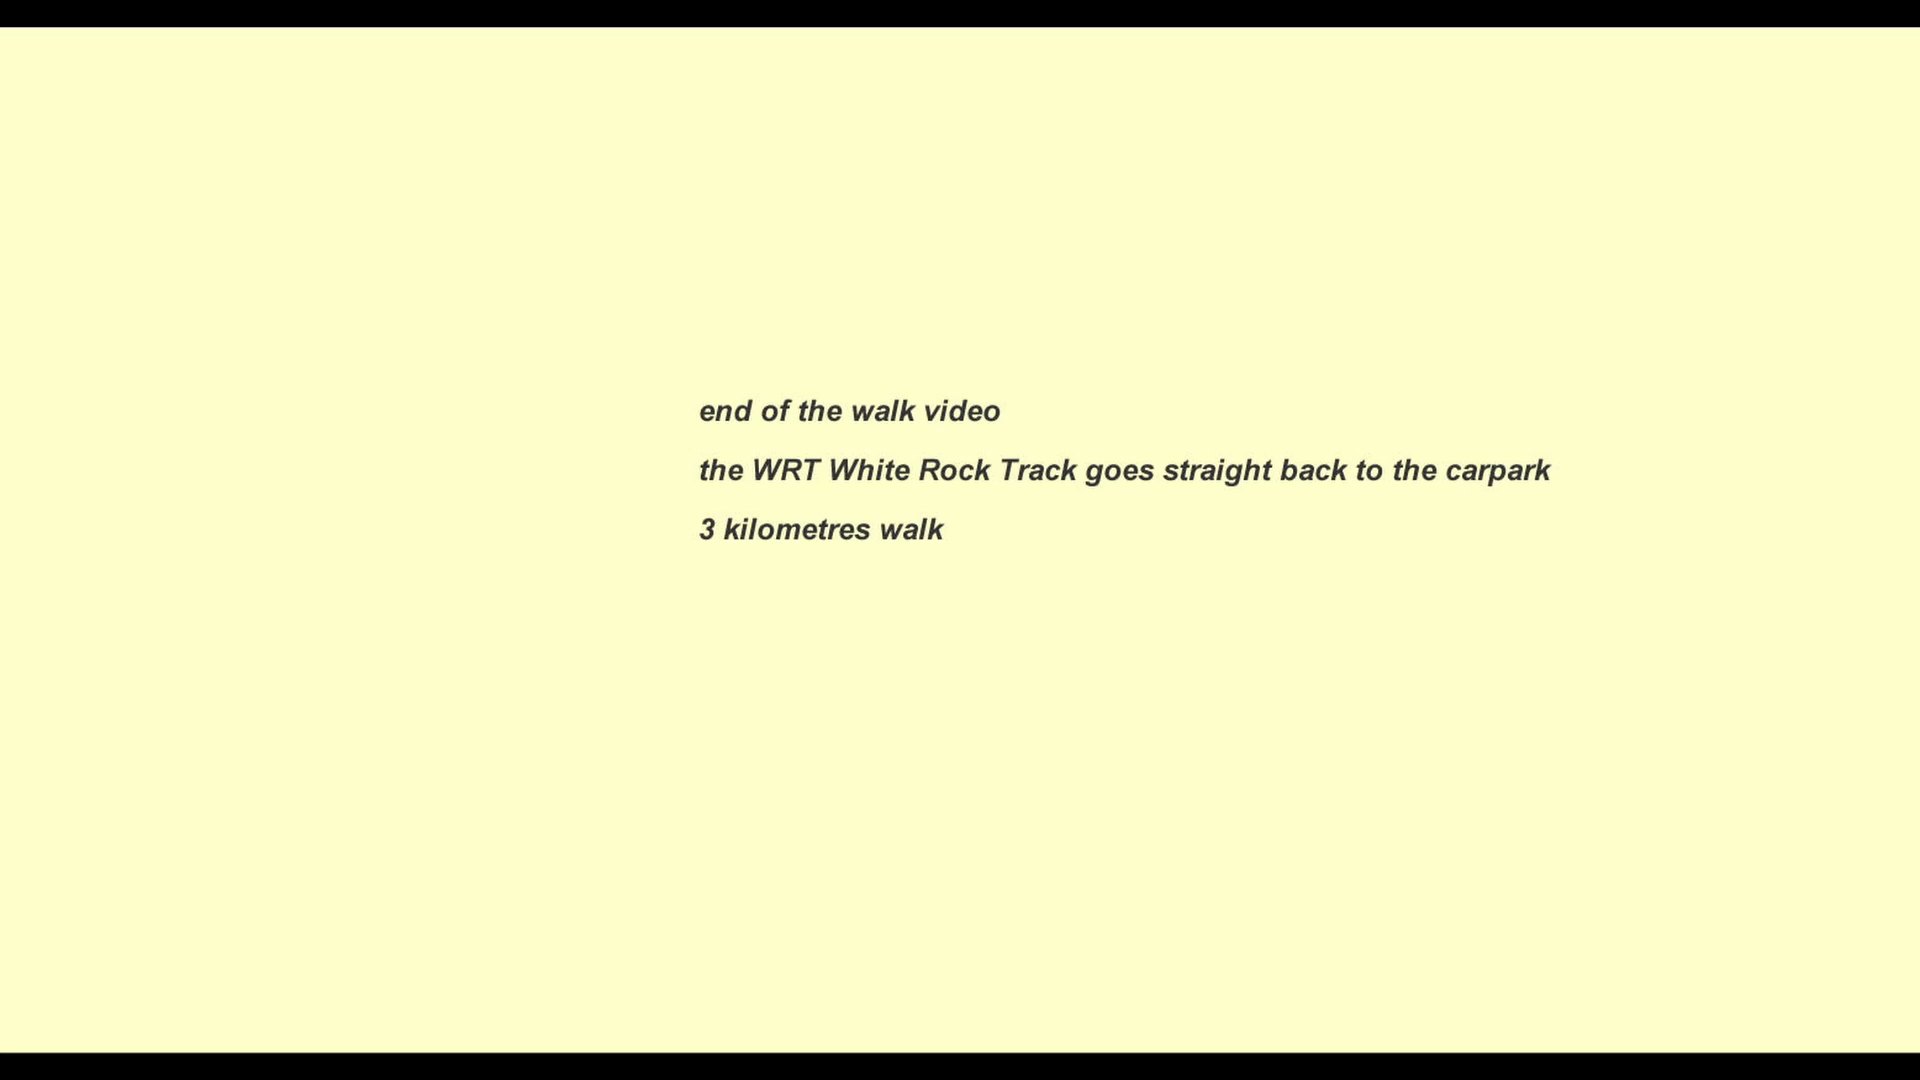 end of the walk video
the WRT White Rock Track goes straight back to the carpark
3 kilometres walk